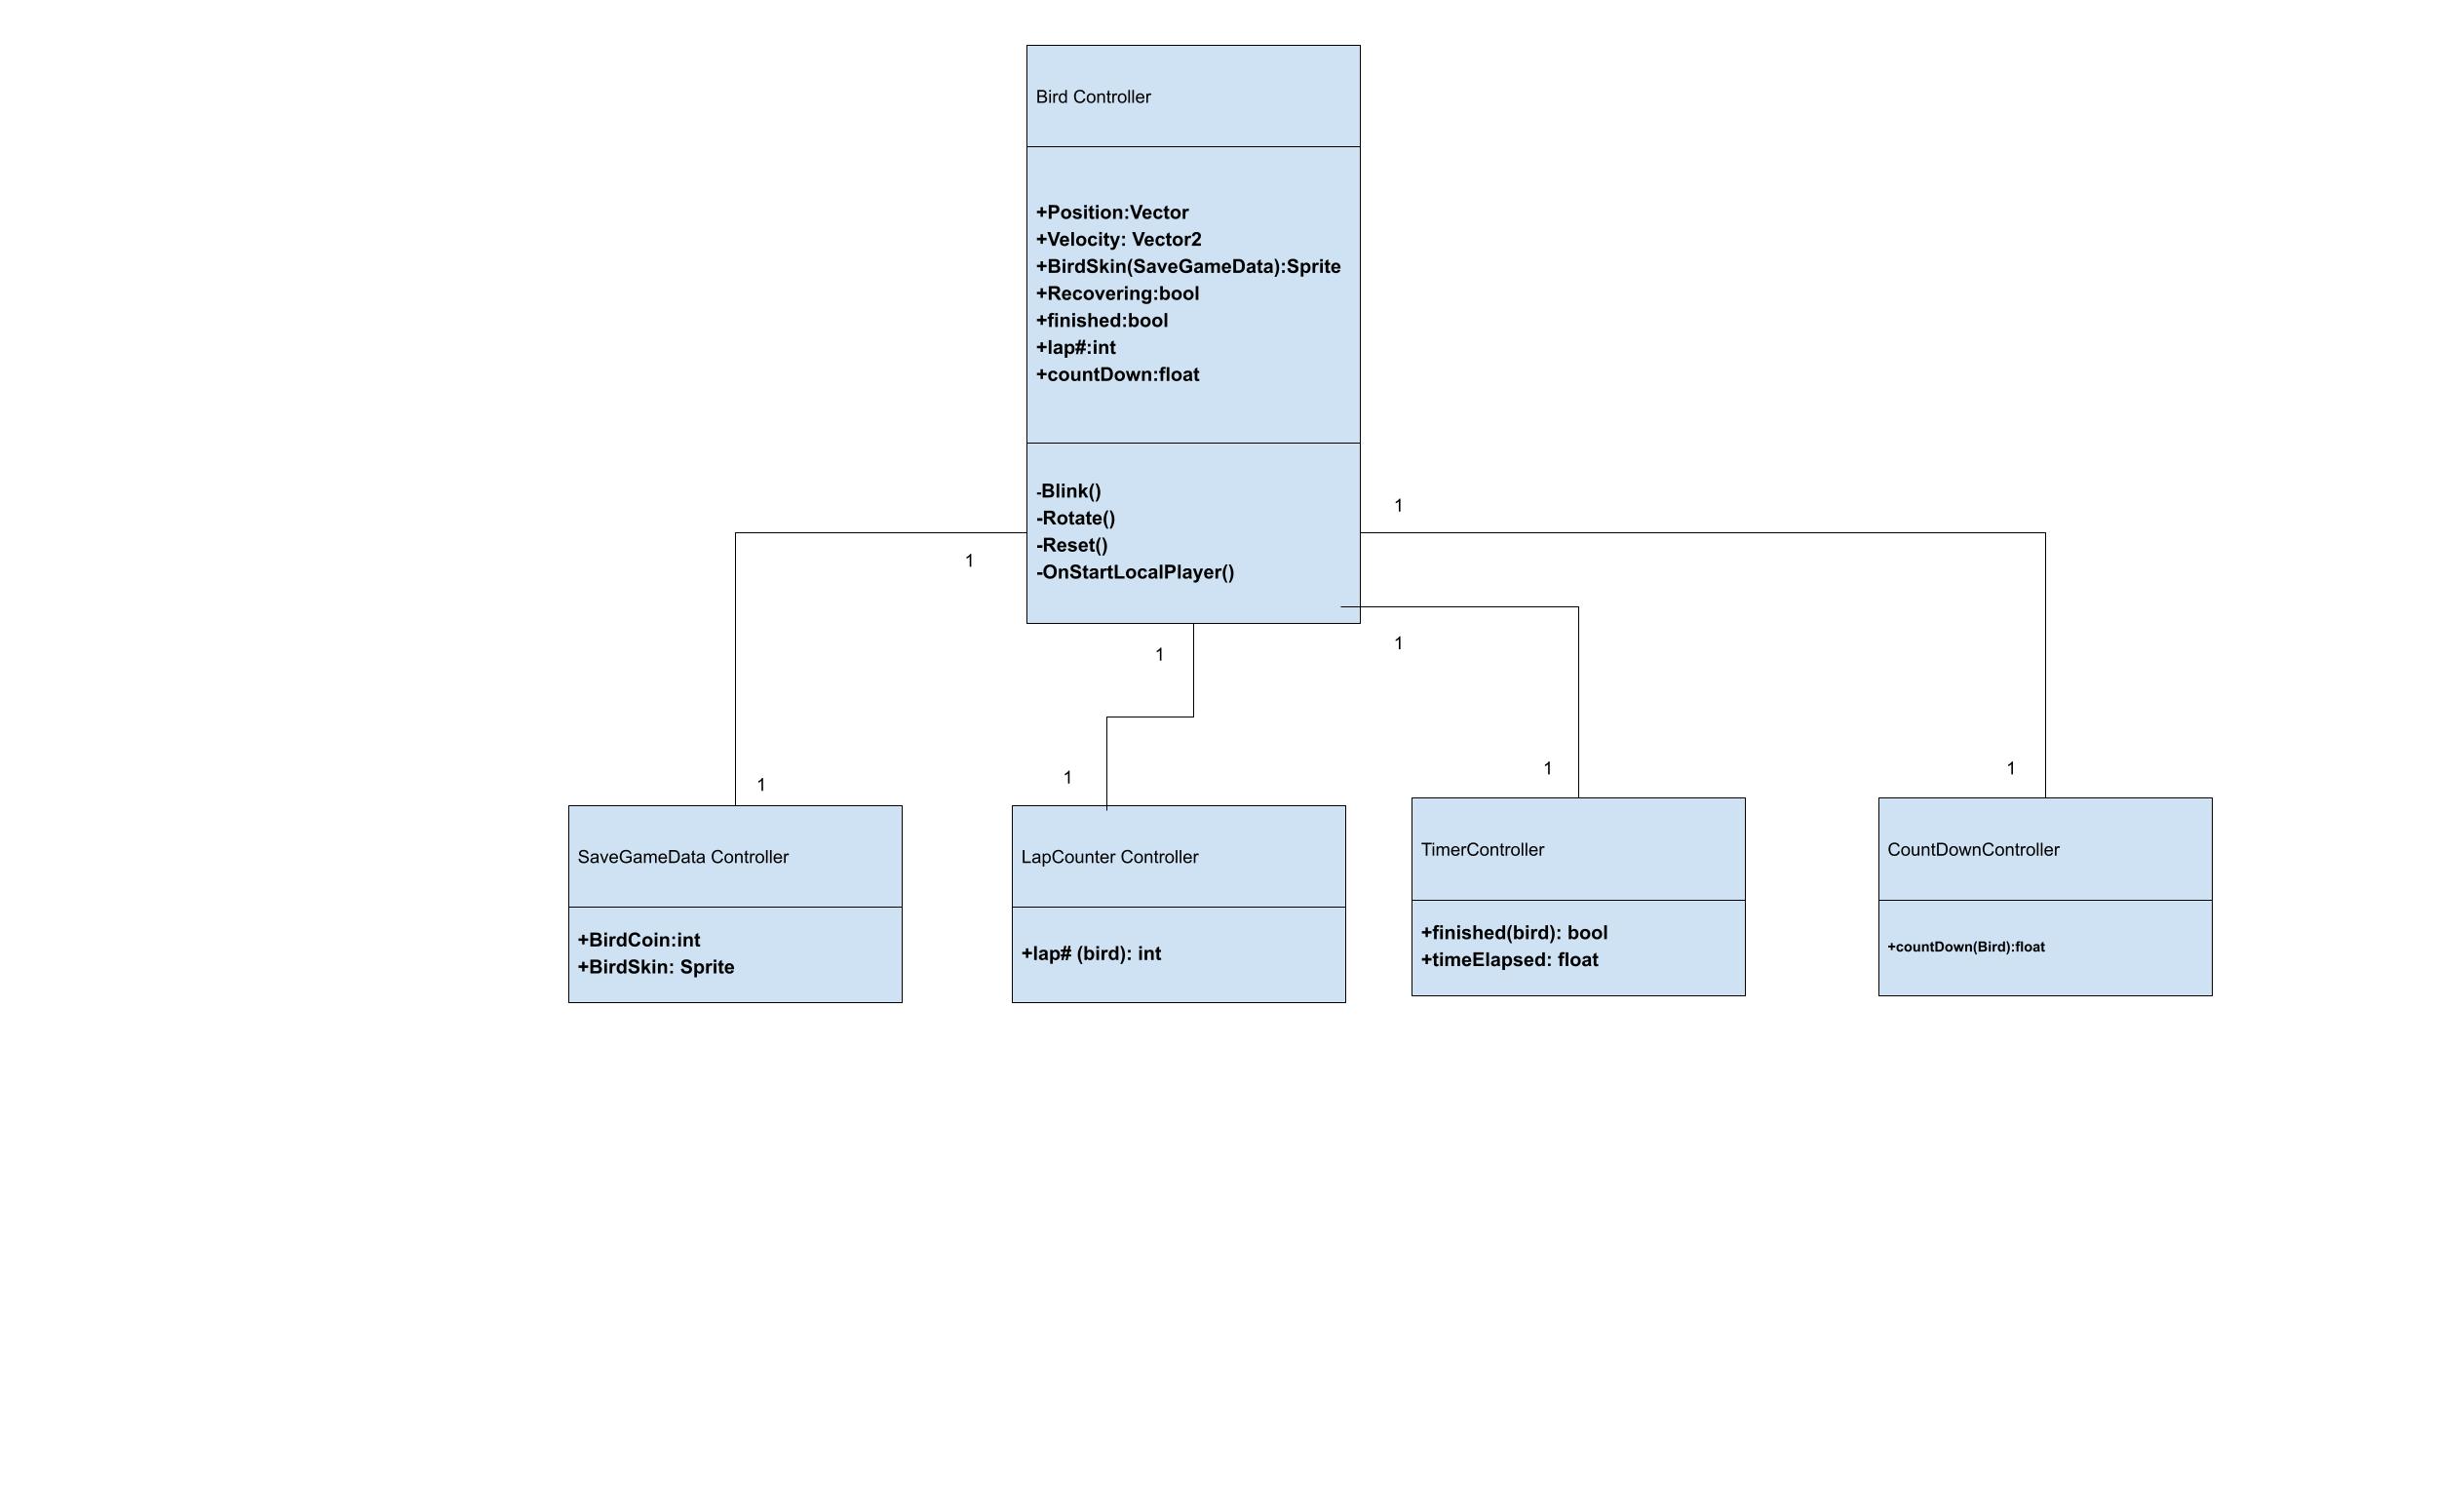 Bird Controller
+Position:Vector
+Velocity: Vector2
+BirdSkin(SaveGameData):Sprite
+Recovering:bool
+finished:bool
+lap#:int
+countDown:float
-Blink()
-Rotate()
-Reset()
-OnStartLocalPlayer()
1
1
1
1
1
1
1
1
SaveGameData Controller
+BirdCoin:int
+BirdSkin: Sprite
LapCounter Controller
+lap# (bird): int
TimerController
+finished(bird): bool
+timeElapsed: float
CountDownController
+countDown(Bird):float